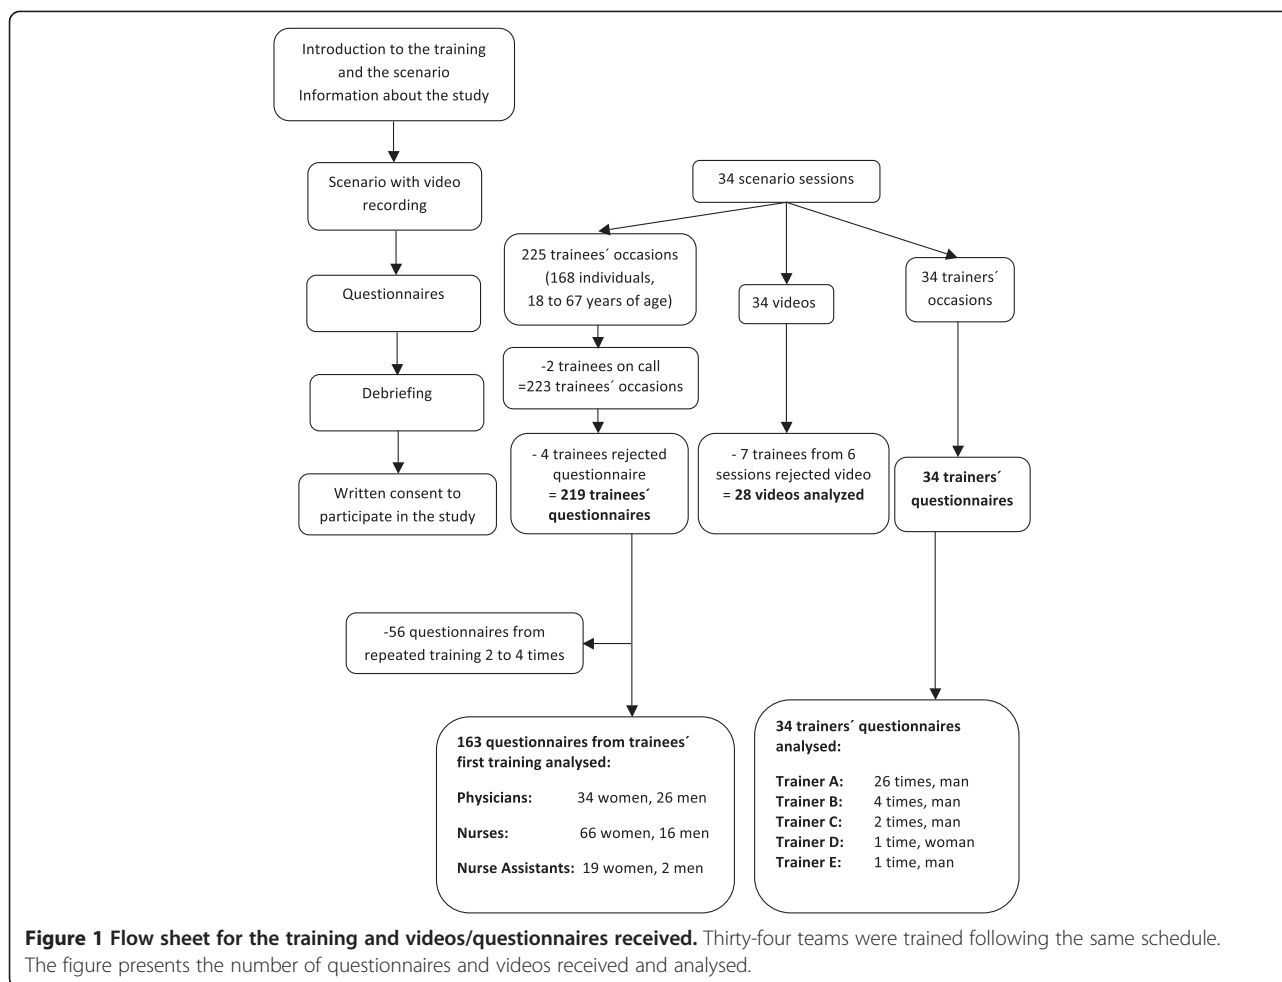 Introduction to the training
and the scenario
Information about the study
Scenario with video
recording
Questionnaires
Debriefing
Written consent to
participate in the study
34 scenario sessions
225 trainees´ occasions
(168 individuals,
18 to 67 years of age)
-2 trainees on call
=223 trainees´ occasions
- 4 trainees rejected
questionnaire
= 219 trainees´
questionnaires
34 videos
- 7 trainees from 6
sessions rejected video
= 28 videos analyzed
34 trainers´
occasions
34 trainers´
questionnaires
-56 questionnaires from
repeated training 2 to 4 times
163 questionnaires from trainees´
first training analysed:
Physicians: 34 women, 26 men
Nurses: 66 women, 16 men
Nurse Assistants: 19 women, 2 men
34 trainers´ questionnaires
analysed:
Trainer A: 26 times, man
Trainer B: 4 times, man
Trainer C: 2 times, man
Trainer D: 1 time, woman
Trainer E: 1 time, man
Figure 1 Flow sheet for the training and videos/questionnaires received. Thirty-four teams were trained following the same schedule.
The figure presents the number of questionnaires and videos received and analysed.